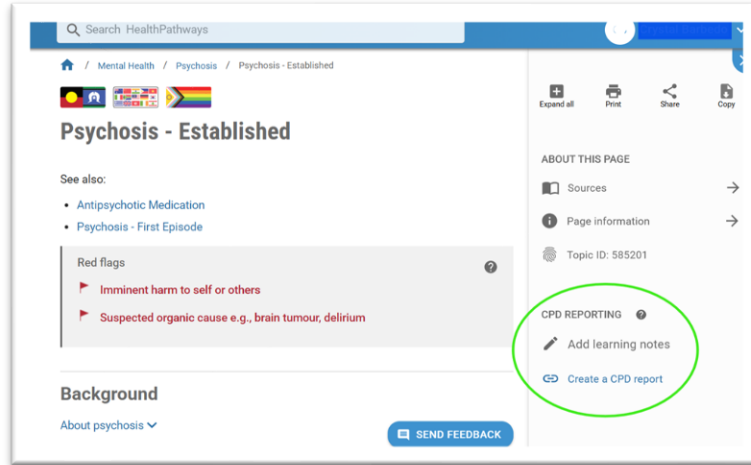 Search HealthPathways
/ Mental Health / Psychosis / Psychosis - Established
Psychosis - Established
See also:
• Antipsychotic Medication
• Psychosis - First Episode
Red flags
Imminent harm to self or others
Suspected organic cause e.g., brain tumour, delirium
Background
About psychosis
SEND FEEDBACK
Expand all Print Share Copy
ABOUT THIS PAGE
Sources
Page information
Topic ID: 585201
CPD REPORTING
Add learning notes
Create a CPD report